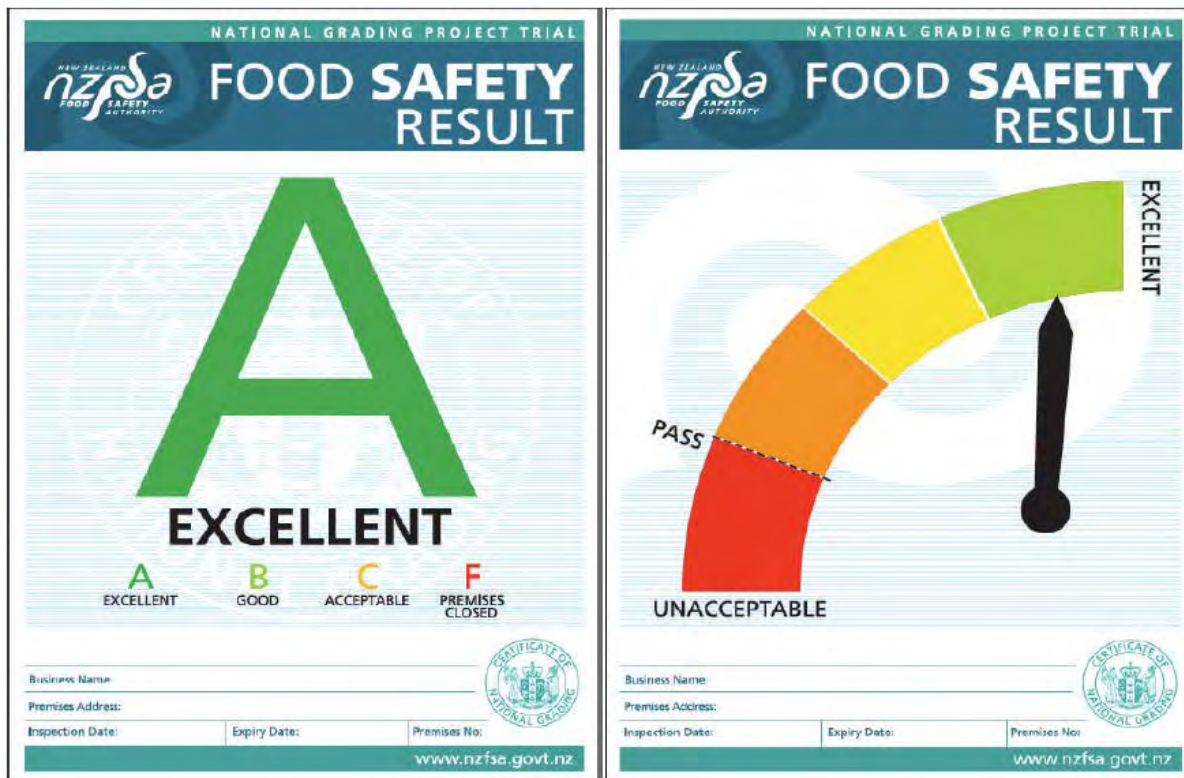 NATIONAL GRADING PROJECT TRIAL
NEW ZEALAND
nzfsa
FOOD SAFETY
AUTHORITY
FOOD SAFETY
RESULT
A
EXCELLENT
A B C F
EXCELLENT GOOD ACCEPTABLE PREMISES
CLOSED
CERTIFICATE OF
NATIONAL GRADING
Business Name
Premises Address:
Inspection Date: Expiry Date: Premises No:
www.nzfsa.govt.nz
NATIONAL GRADING PROJECT TRIAL
NEW ZEALAND
nzfsa
FOOD SAFETY
AUTHORITY
FOOD SAFETY
RESULT
EXCELLENT
PASS
UNACCEPTABLE
CERTIFICATE OF
NATIONAL GRADING
Business Name
Premises Address:
Inspection Date: Expiry Date: Premises No:
www.nzfsa.govt.nz